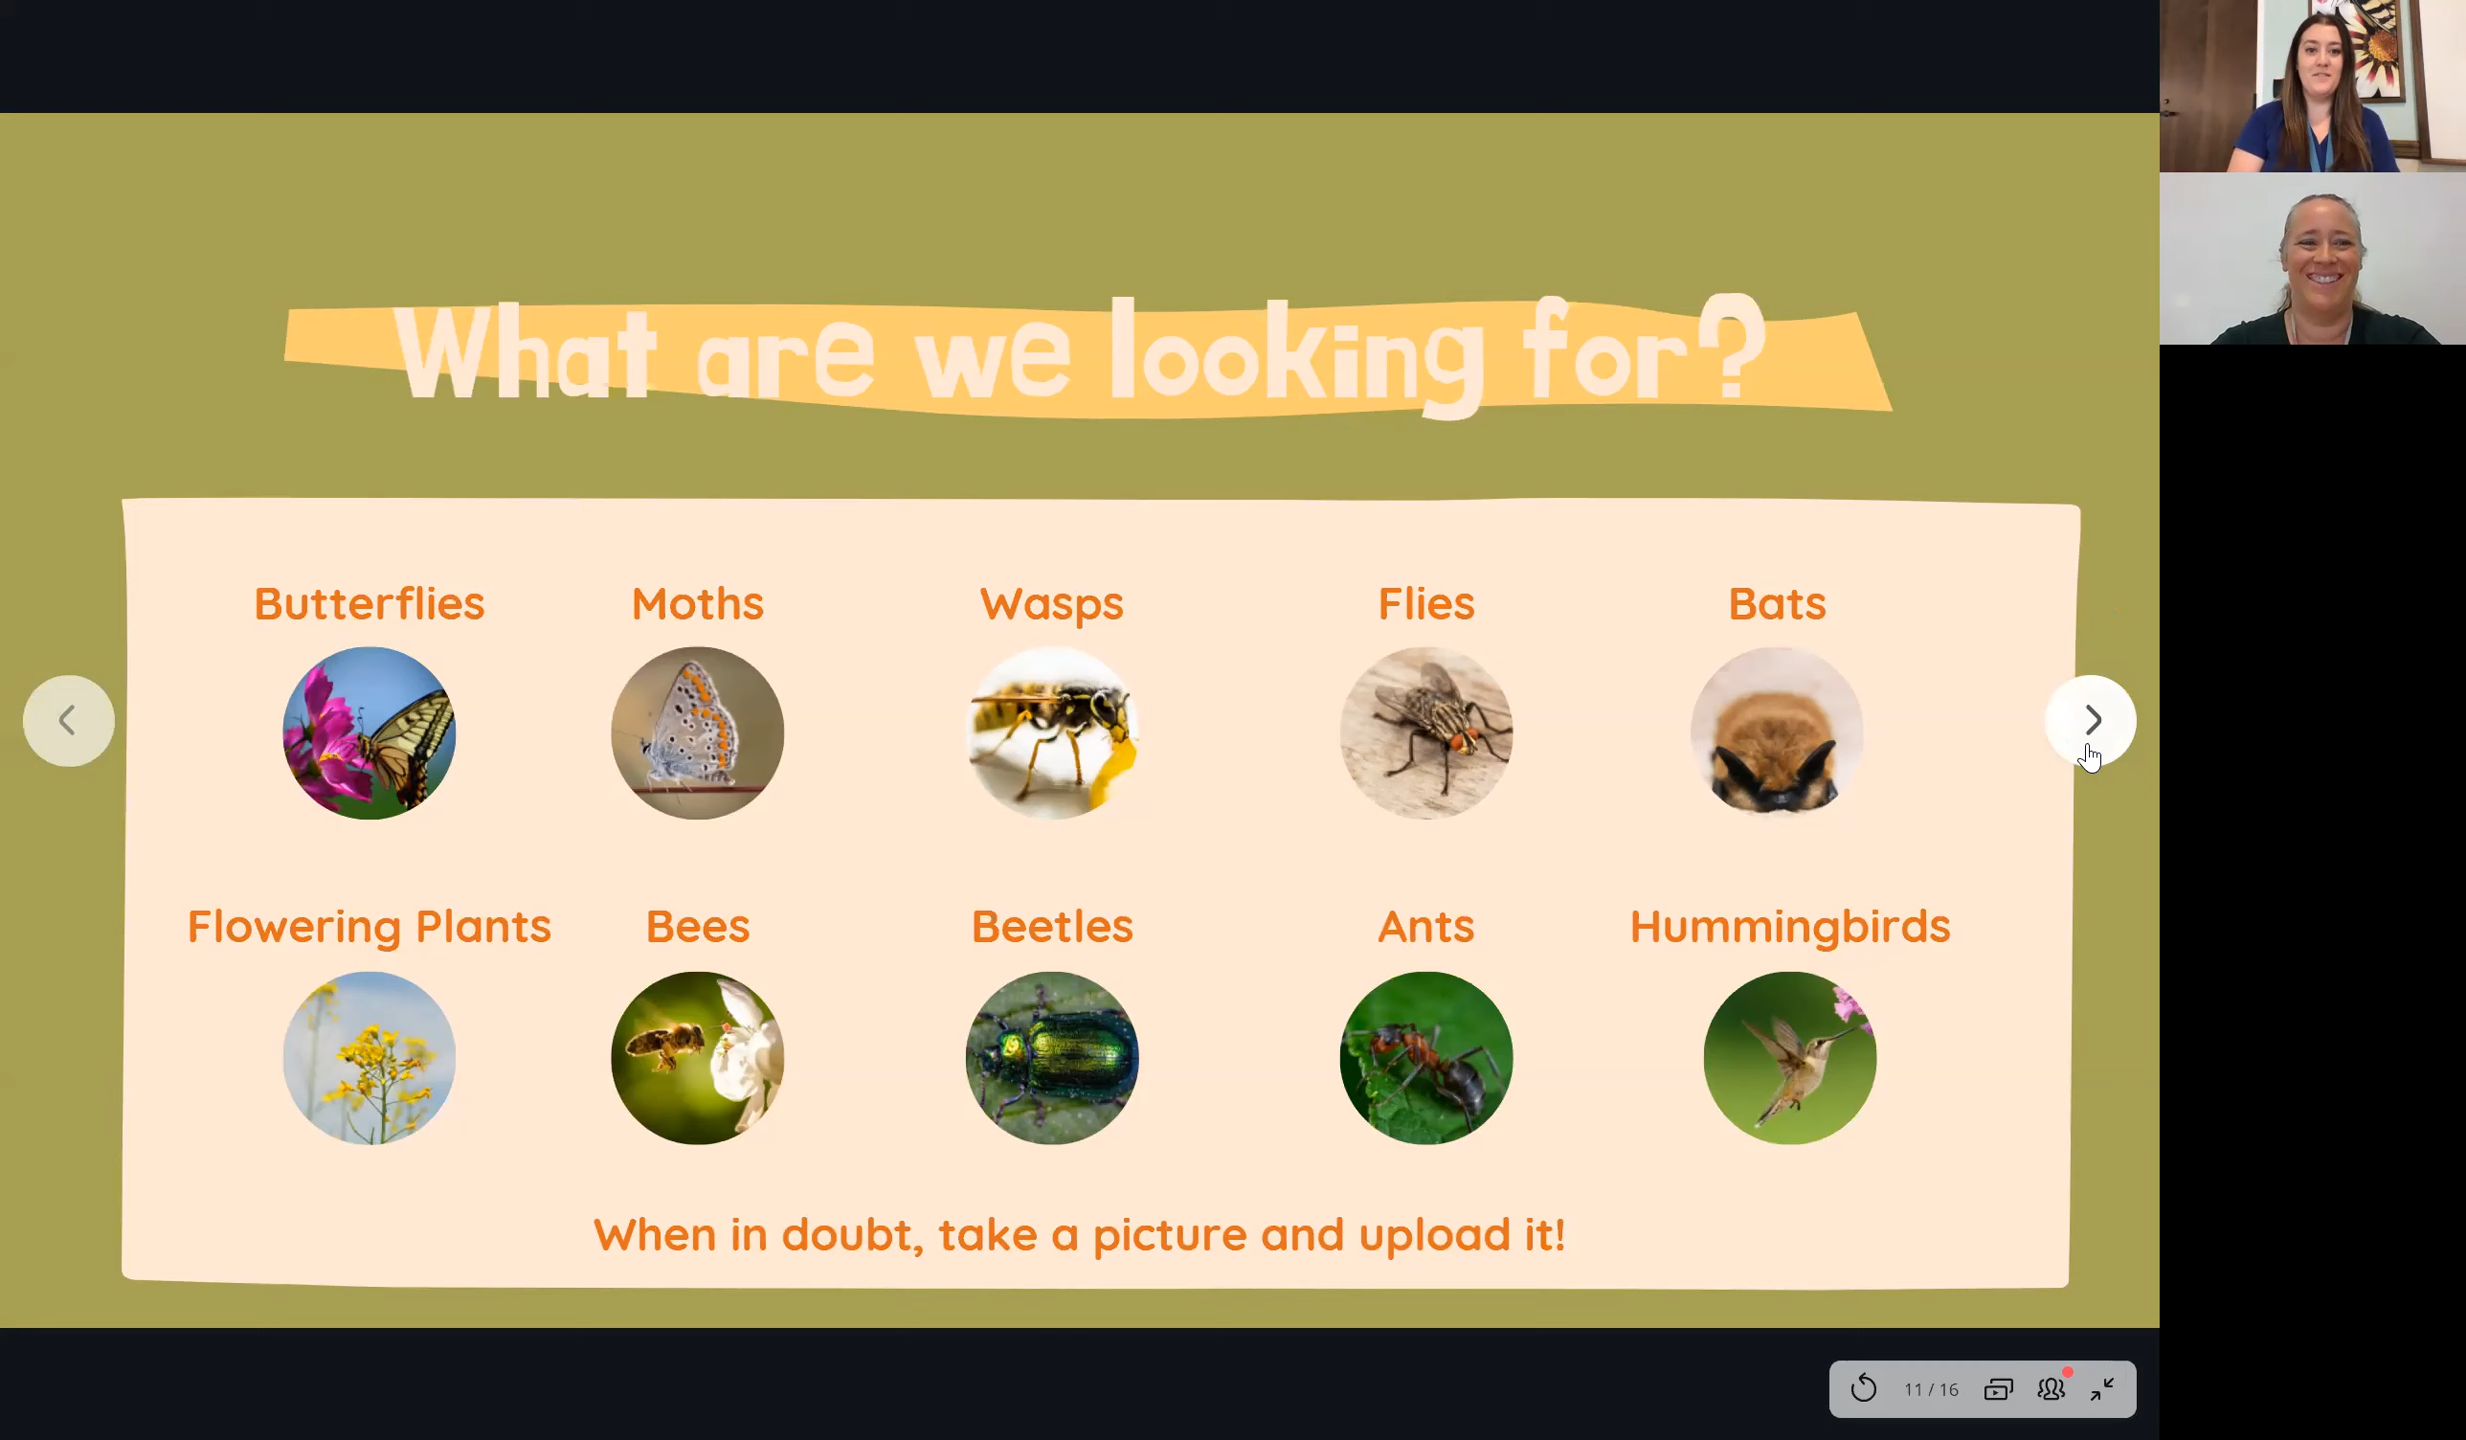 What are we looking for?
Butterflies
Moths
Wasps
Flies
Bats
Flowering Plants
Bees
Beetles
Ants
Hummingbirds
When in doubt, take a picture and upload it!
11 / 16